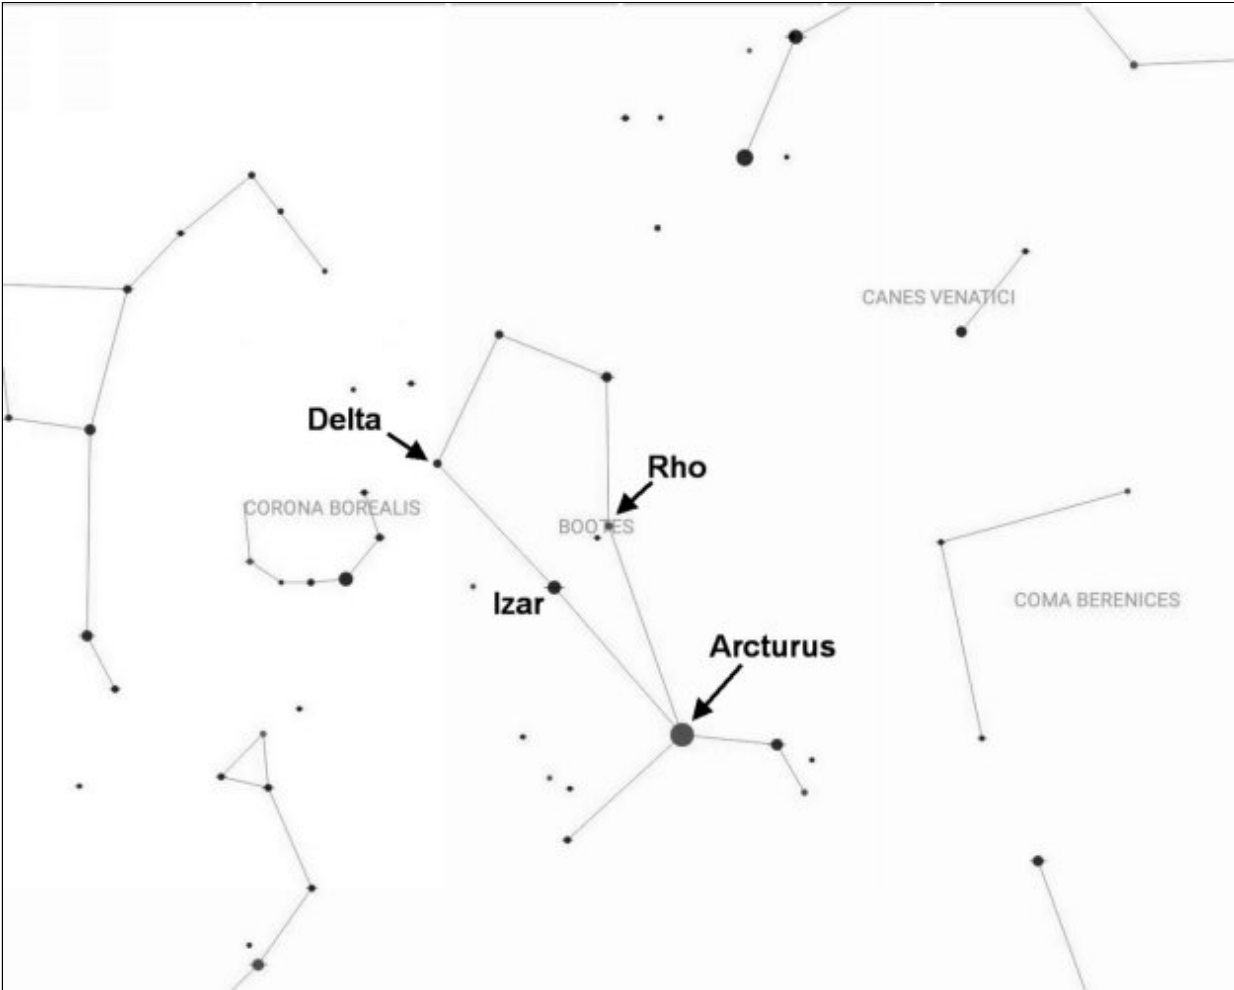 CANES VENATICI
Delta
Rho
CORONA BOREALIS
BOOTES
Izar
COMA BERENICES
Arcturus